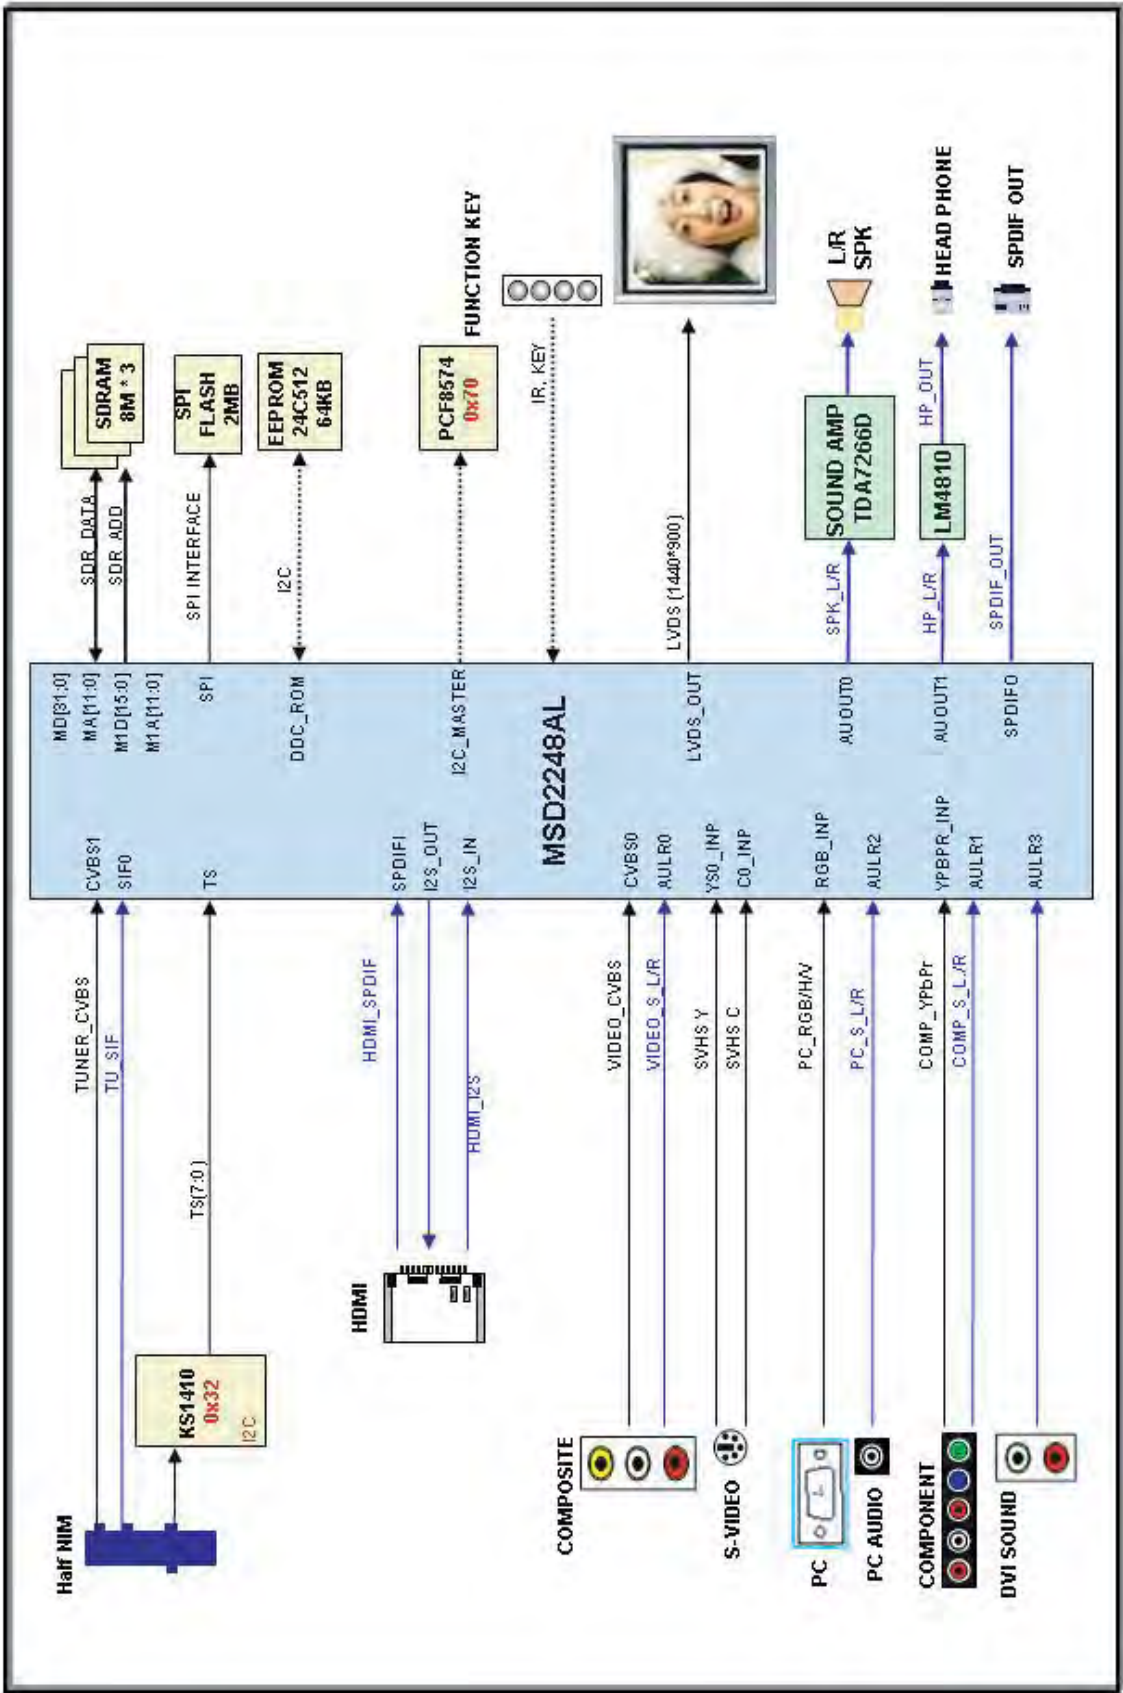 Half NIM
KS1410
0x32
I2C
HDMI
COMPOSITE
S-VIDEO
PC
PC AUDIO
COMPONENT
DVI SOUND
TUNER_CVBS
TU_SIF
TS(7:0)
HDMI_SPDIF
HDMI_I2S
VIDEO_CVBS
VIDEO_S_L/R
SVHS Y
SVHS C
PC_RGB/H/V
PC_S_L/R
COMP_YPbPr
COMP_S_L/R
CVBS1
SIF0
TS
SPDIF1
I2S_OUT
I2S_IN
CVBS0
AULR0
YS0_INP
C0_INP
RGB_INP
AULR2
YPBPR_INP
AULR1
AULR3
MSD2248AL
MD[31:0]
MA[11:0]
M1D[15:0]
M1A[11:0]
SPI
DDC_ROM
I2C_MASTER
LVDS_OUT
AUOUT0
AUOUT1
SPDIFO
SDR_DATA
SDR_ADD
SPI INTERFACE
I2C
IR, KEY
LVDS (1440*900)
SPK_L/R
HP_L/R
SPDIF_OUT
SDRAM
8M * 3
SPI
FLASH
2MB
EEPROM
24C512
64KB
PCF8574
0x70
FUNCTION KEY
SOUND AMP
TDA7266D
L/R
SPK
LM4810
HP_OUT
HEAD PHONE
SPDIF OUT